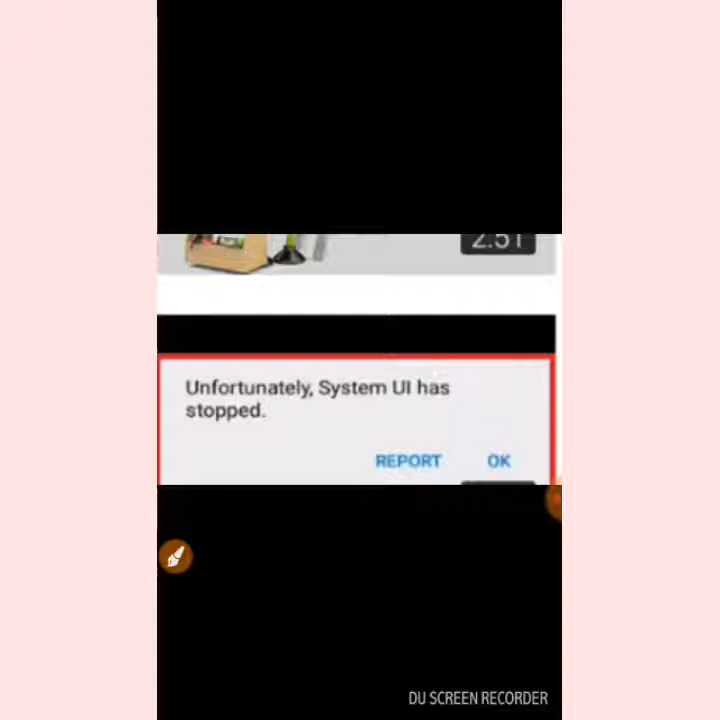 2:51
Unfortunately, System UI has
stopped.
REPORT OK
DU SCREEN RECORDER